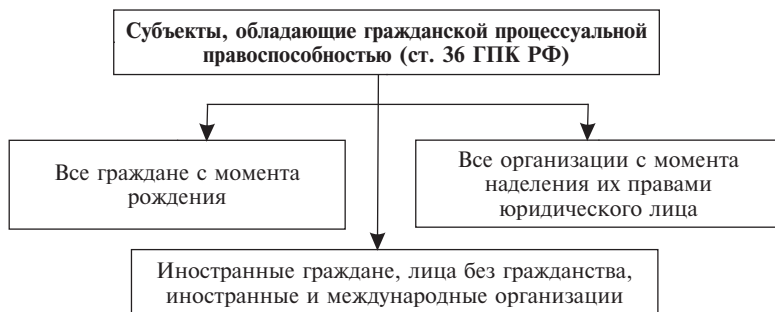 Субъекты, обладающие гражданской процессуальной
правоспособностью (ст. 36 ГПК РФ)
Все граждане с момента
рождения
Все организации с момента
наделения их правами
юридического лица
Иностранные граждане, лица без гражданства,
иностранные и международные организации